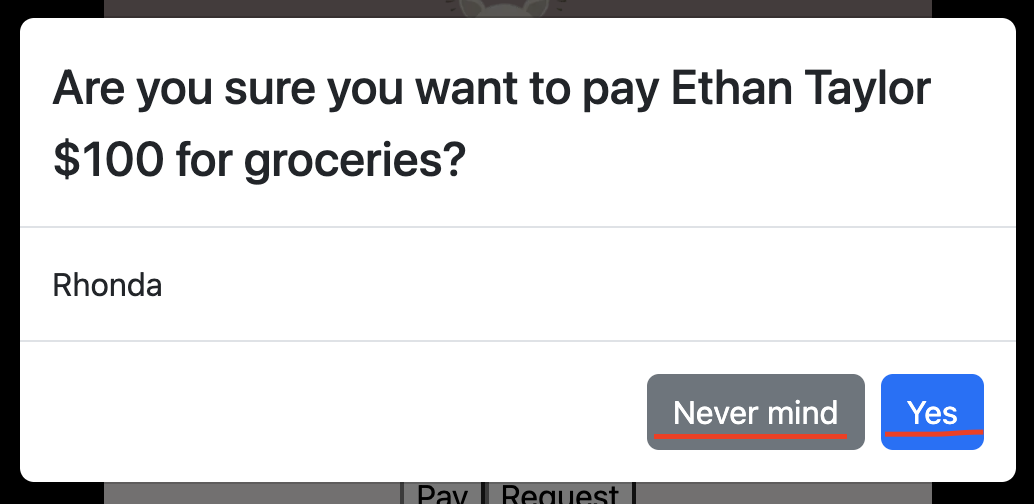 Are you sure you want to pay Ethan Taylor
$100 for groceries?
Rhonda
Never mind Yes
Pay Request